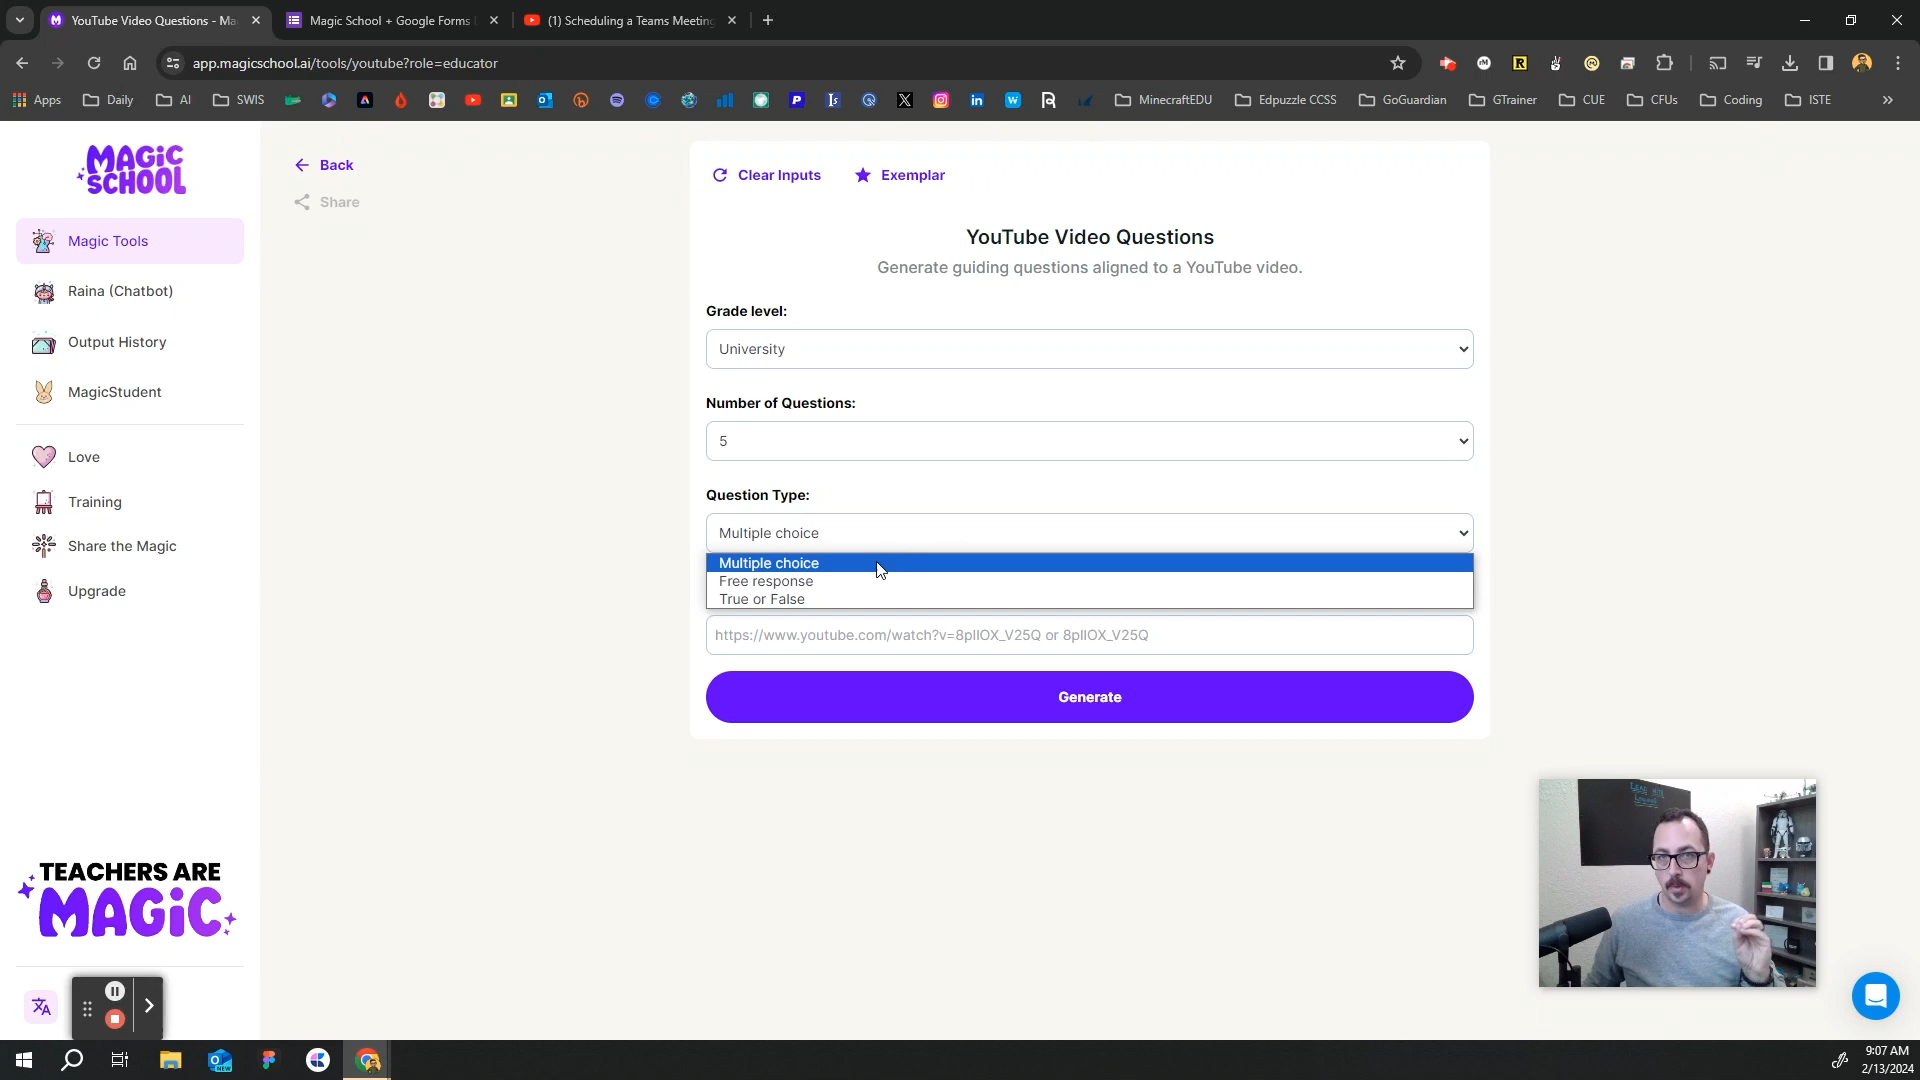 YouTube Video Questions - Ma
Magic School + Google Forms
(1) Scheduling a Teams Meeting
app.magicschool.ai/tools/youtube?role=educator
Apps
Daily
AI
SWIS
MinecraftEDU
Edpuzzle CCSS
GoGuardian
GTrainer
CUE
CFUs
Coding
ISTE
MAGIC
SCHOOL
Back
Share
Clear Inputs
Exemplar
Magic Tools
Raina (Chatbot)
Output History
MagicStudent
Love
Training
Share the Magic
Upgrade
YouTube Video Questions
Generate guiding questions aligned to a YouTube video.
Grade level:
University
Number of Questions:
5
Question Type:
Multiple choice
Multiple choice
Free response
True or False
https://www.youtube.com/watch?v=8pIIOX_V25Q or 8pIIOX_V25Q
Generate
TEACHERS ARE
MAGIC
9:07 AM
2/13/2024